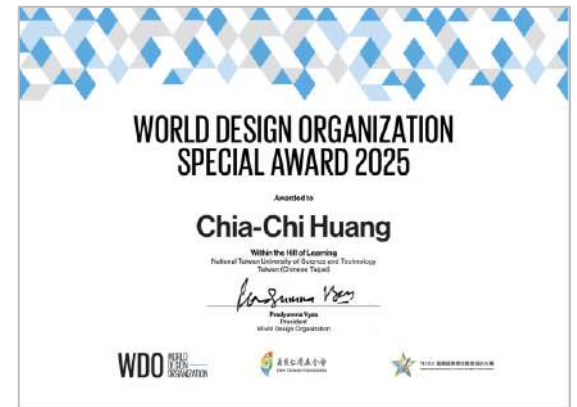 WORLD DESIGN ORGANIZATION
SPECIAL AWARD 2025
Awarded to
Chia-Chi Huang
Within the Hill of Learning
National Taiwan University of Science and Technology
Taiwan (Chinese Taipei)
Pradyumna Vyas
President
World Design Organization
WDO WORLD
DESIGN
ORGANIZATION